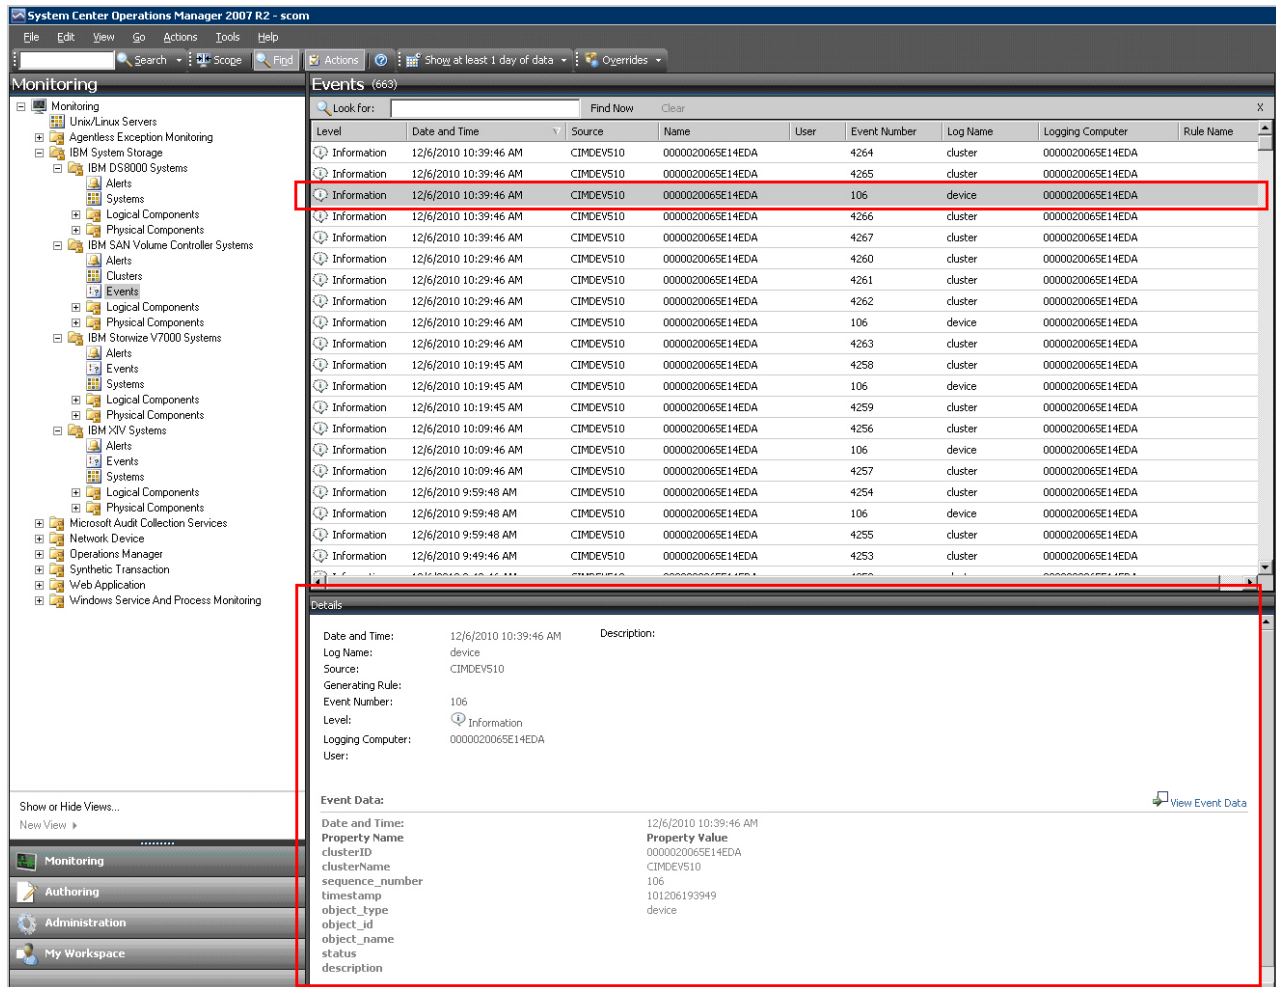 System Center Operations Manager 2007 R2 - scom
File Edit View Go Actions Tools Help
Search Scope Find Actions Show at least 1 day of data Overrides
Monitoring
Monitoring
Unix/Linux Servers
Agentless Exception Monitoring
IBM System Storage
IBM DS8000 Systems
Alerts
Systems
Logical Components
Physical Components
IBM SAN Volume Controller Systems
Alerts
Clusters
Events
Logical Components
Physical Components
IBM Storwize V7000 Systems
Alerts
Events
Systems
Logical Components
Physical Components
IBM XIV Systems
Alerts
Events
Systems
Logical Components
Physical Components
Microsoft Audit Collection Services
Network Device
Operations Manager
Synthetic Transaction
Web Application
Windows Service And Process Monitoring
Show or Hide Views...
New View
Monitoring
Authoring
Administration
My Workspace
Events (663)
Look for: Find Now Clear X
Level Date and Time Source Name User Event Number Log Name Logging Computer Rule Name
Information 12/6/2010 10:39:46 AM CIMDEV510 0000020065E14EDA 4264 cluster 0000020065E14EDA
Information 12/6/2010 10:39:46 AM CIMDEV510 0000020065E14EDA 4265 cluster 0000020065E14EDA
Information 12/6/2010 10:39:46 AM CIMDEV510 0000020065E14EDA 106 device 0000020065E14EDA
Information 12/6/2010 10:39:46 AM CIMDEV510 0000020065E14EDA 4266 cluster 0000020065E14EDA
Information 12/6/2010 10:39:46 AM CIMDEV510 0000020065E14EDA 4267 cluster 0000020065E14EDA
Information 12/6/2010 10:29:46 AM CIMDEV510 0000020065E14EDA 4260 cluster 0000020065E14EDA
Information 12/6/2010 10:29:46 AM CIMDEV510 0000020065E14EDA 4261 cluster 0000020065E14EDA
Information 12/6/2010 10:29:46 AM CIMDEV510 0000020065E14EDA 4262 cluster 0000020065E14EDA
Information 12/6/2010 10:29:46 AM CIMDEV510 0000020065E14EDA 106 device 0000020065E14EDA
Information 12/6/2010 10:29:46 AM CIMDEV510 0000020065E14EDA 4263 cluster 0000020065E14EDA
Information 12/6/2010 10:19:45 AM CIMDEV510 0000020065E14EDA 4258 cluster 0000020065E14EDA
Information 12/6/2010 10:19:45 AM CIMDEV510 0000020065E14EDA 106 device 0000020065E14EDA
Information 12/6/2010 10:19:45 AM CIMDEV510 0000020065E14EDA 4259 cluster 0000020065E14EDA
Information 12/6/2010 10:09:46 AM CIMDEV510 0000020065E14EDA 4256 cluster 0000020065E14EDA
Information 12/6/2010 10:09:46 AM CIMDEV510 0000020065E14EDA 106 device 0000020065E14EDA
Information 12/6/2010 10:09:46 AM CIMDEV510 0000020065E14EDA 4257 cluster 0000020065E14EDA
Information 12/6/2010 9:59:48 AM CIMDEV510 0000020065E14EDA 4254 cluster 0000020065E14EDA
Information 12/6/2010 9:59:48 AM CIMDEV510 0000020065E14EDA 106 device 0000020065E14EDA
Information 12/6/2010 9:59:48 AM CIMDEV510 0000020065E14EDA 4255 cluster 0000020065E14EDA
Information 12/6/2010 9:49:46 AM CIMDEV510 0000020065E14EDA 4253 cluster 0000020065E14EDA
Details
Date and Time: 12/6/2010 10:39:46 AM Description:
Log Name: device
Source: CIMDEV510
Generating Rule:
Event Number: 106
Level: Information
Logging Computer: 0000020065E14EDA
User:
Event Data: View Event Data
Date and Time: 12/6/2010 10:39:46 AM
Property Name Property Value
clusterID 0000020065E14EDA
clusterName CIMDEV510
sequence_number 106
timestamp 101206193949
object_type device
object_id
object_name
status
description